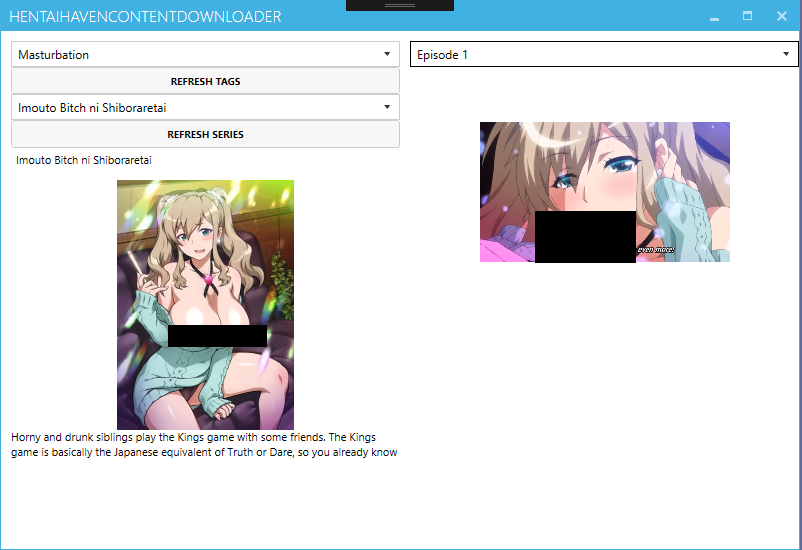 HENTAIHAVENCONTENTDOWNLOADER
Masturbation
REFRESH TAGS
Imouto Bitch ni Shiboraretai
REFRESH SERIES
Imouto Bitch ni Shiboraretai
Horny and drunk siblings play the Kings game with some friends. The Kings
game is basically the Japanese equivalent of Truth or Dare, so you already know
Episode 1
even more!